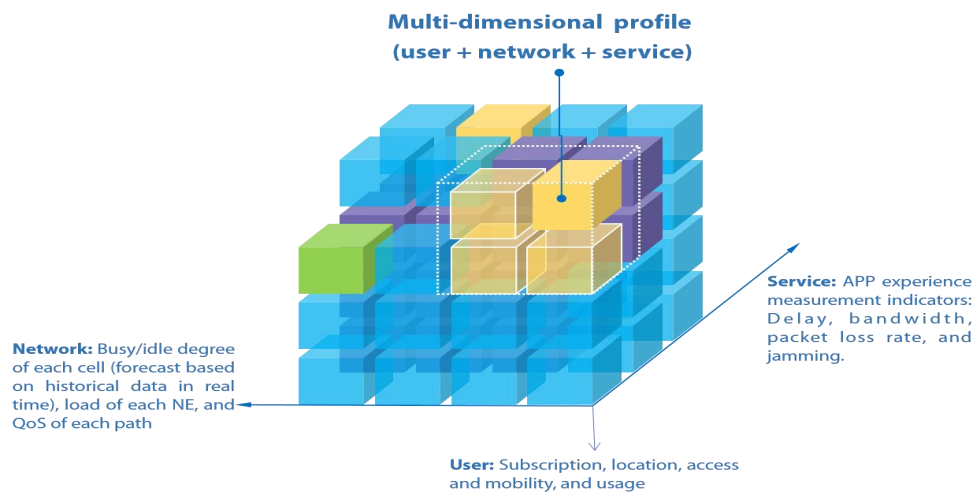 Multi-dimensional profile
(user + network + service)
Service: APP experience
measurement indicators:
Delay, bandwidth,
packet loss rate, and
jamming.
Network: Busy/idle degree
of each cell (forecast based
on historical data in real
time), load of each NE, and
QoS of each path
User: Subscription, location, access
and mobility, and usage